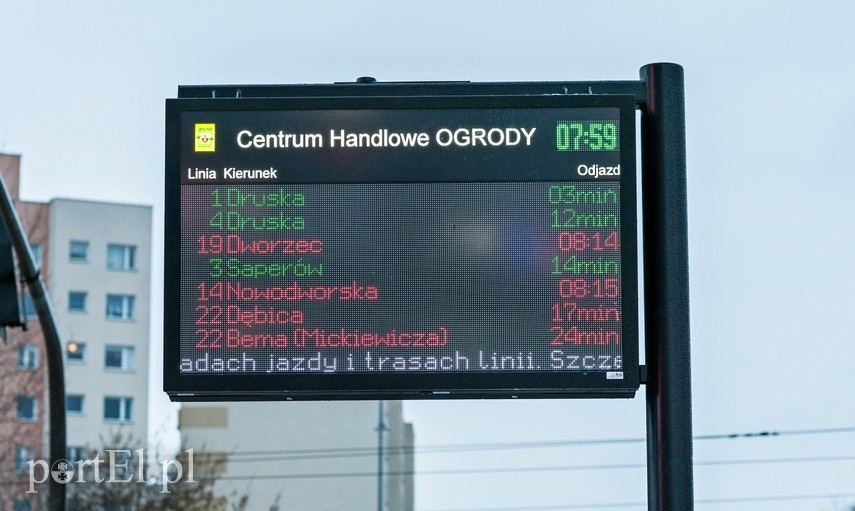 Centrum Handlowe OGRODY 07:59
Linia Kierunek Odjazd
1 Druska 03min
4 Druska 12min
19 Dworzec 08:14
3 Saperów 14min
14 Nowodworska 08:15
22 Dębica 17min
22 Bema (Mickiewicza) 24min
adach jazdy i trasach linii. Szcze
portEl.pl